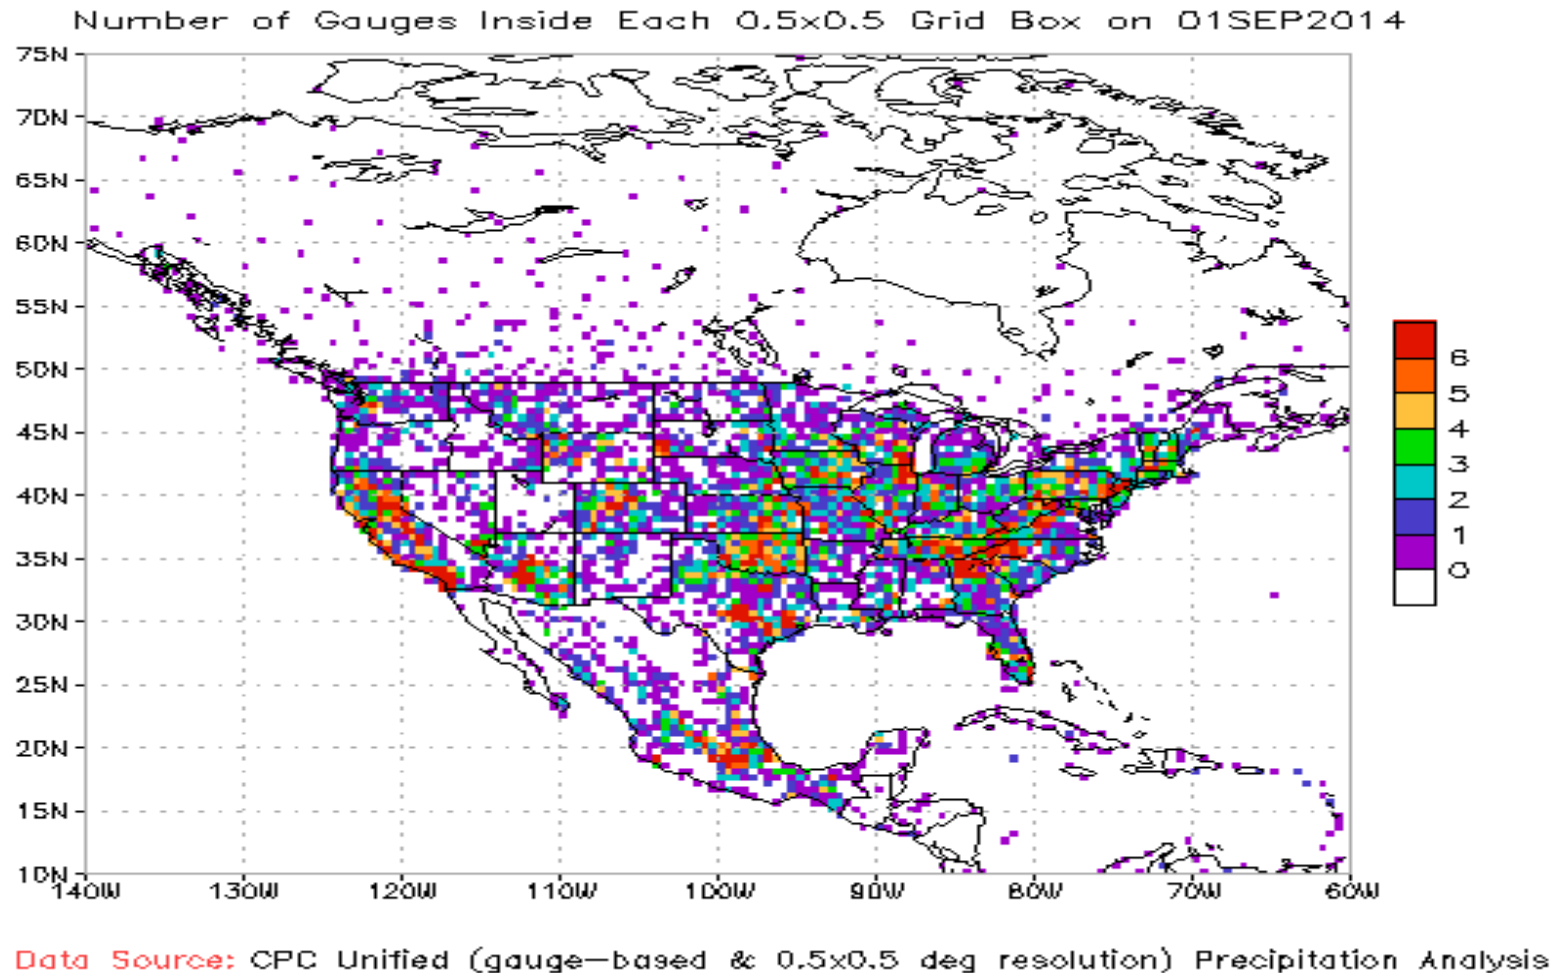 Number of Gauges Inside Each 0.5x0.5 Grid Box on 01SEP2014
75N
70N
65N
60N
55N
50N
45N
40N
35N
30N
25N
20N
15N
10N
140W 130W 120W 110W 100W 90W 80W 70W 60W
6
5
4
3
2
1
0
Data Source: CPC Unified (gauge-based & 0.5x0.5 deg resolution) Precipitation Analysis